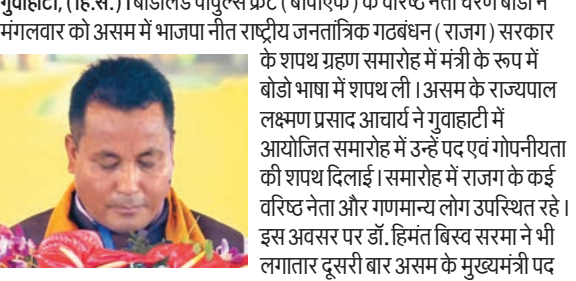 गुवाहाटी, (हि.स.) । बोडोलैंड पीपुल्स फ्रंट ( बीपीएफ ) के वरिष्ठ नेता चरण बोडो ने
मंगलवार को असम में भाजपा नीत राष्ट्रीय जनतांत्रिक गठबंधन ( राजग ) सरकार
के शपथ ग्रहण समारोह में मंत्री के रूप में
बोडो भाषा में शपथ ली । असम के राज्यपाल
लक्ष्मण प्रसाद आचार्य ने गुवाहाटी में
आयोजित समारोह में उन्हें पद एवं गोपनीयता
की शपथ दिलाई । समारोह में राजग के कई
वरिष्ठ नेता और गणमान्य लोग उपस्थित रहे ।
इस अवसर पर डॉ. हिमंत बिस्व सरमा ने भी
लगातार दूसरी बार असम के मुख्यमंत्री पद